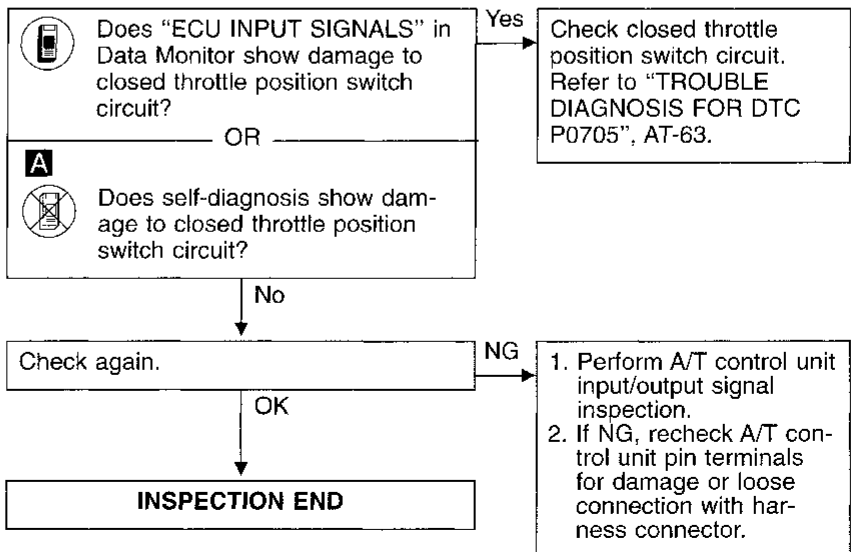 Does “ECU INPUT SIGNALS” in
Data Monitor show damage to
closed throttle position switch
circuit?
OR
A
Does self-diagnosis show dam-
age to closed throttle position
switch circuit?
Yes
Check closed throttle
position switch circuit.
Refer to “TROUBLE
DIAGNOSIS FOR DTC
P0705”, AT-63.
No
Check again.
NG
1. Perform A/T control unit
input/output signal
inspection.
2. If NG, recheck A/T con-
trol unit pin terminals
for damage or loose
connection with har-
ness connector.
OK
INSPECTION END